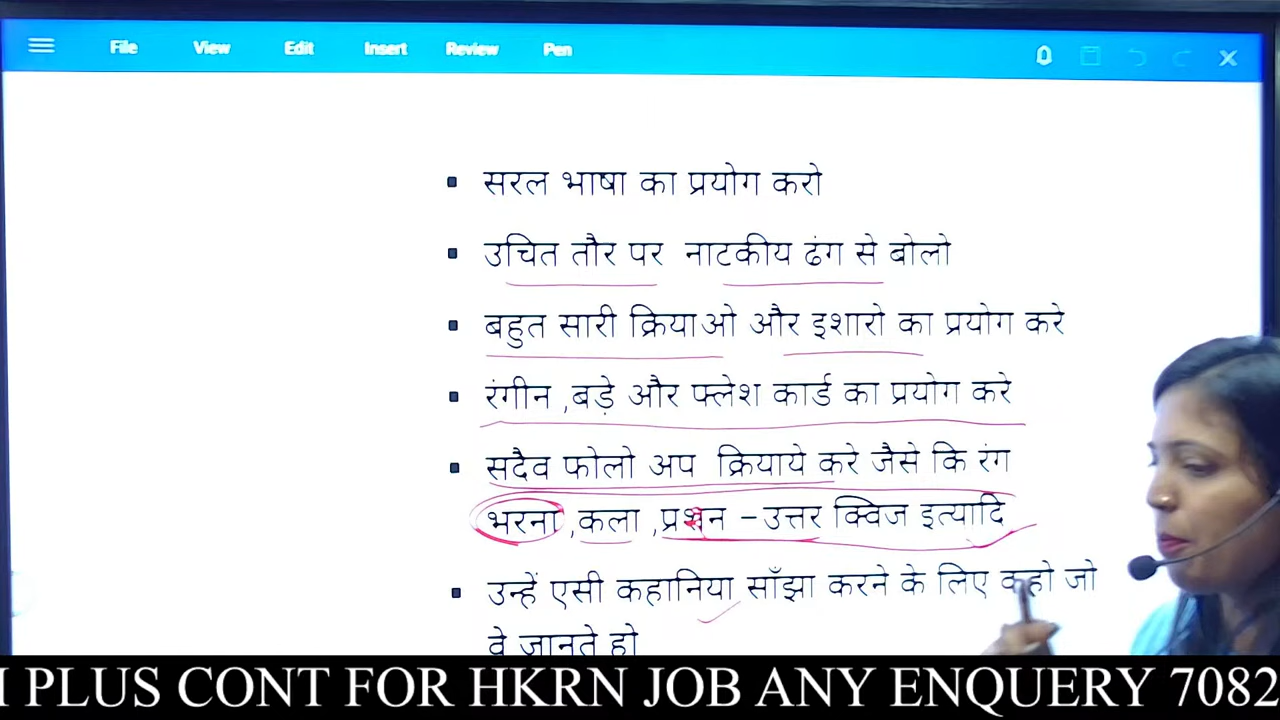 File View Edit Insert Review Pen
सरल भाषा का प्रयोग करो
उचित तौर पर नाटकीय ढंग से बोलो
बहुत सारी क्रियाओ और इशारो का प्रयोग करे
रंगीन ,बड़े और फ्लेश कार्ड का प्रयोग करे
सदैव फोलो अप क्रियाये करे जैसे कि रंग
भरना ,कला ,प्रशन –उत्तर क्विज इत्यादि
उन्हें एसी कहानिया साँझा करने के लिए कहो जो
वे जानते हो
PLUS CONT FOR HKRN JOB ANY ENQUERY 7082